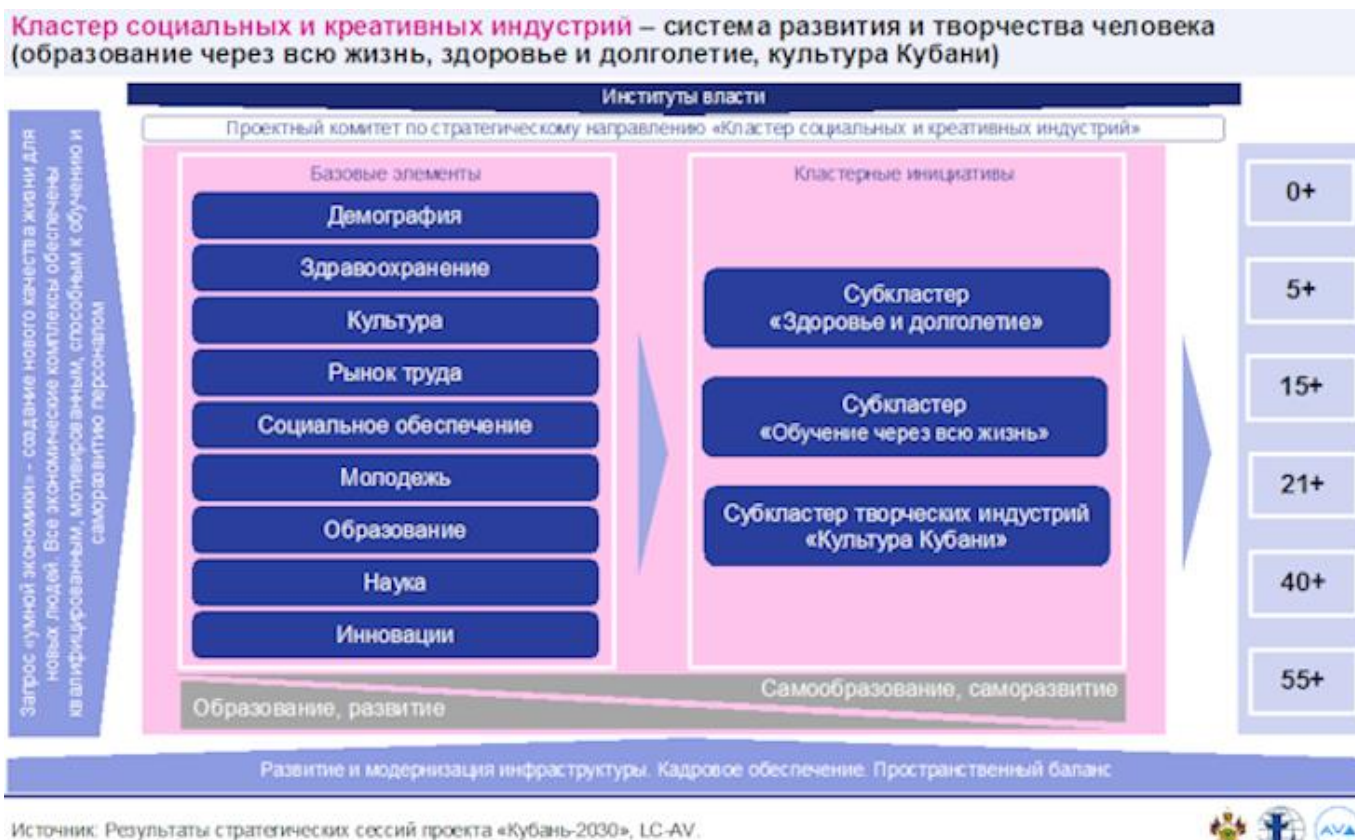 Кластер социальных и креативных индустрий – система развития и творчества человека
(образование через всю жизнь, здоровье и долголетие, культура Кубани)
Институты власти
Проектный комитет по стратегическому направлению «Кластер социальных и креативных индустрий»
Запрос «умной экономики» - создание нового качества жизни для
новых людей. Все экономические комплексы обеспечены
квалифицированным, мотивированным, способным к обучению и
саморазвитию персоналом
Базовые элементы
Демография
Здравоохранение
Культура
Рынок труда
Социальное обеспечение
Молодежь
Образование
Наука
Инновации
Кластерные инициативы
Субкластер
«Здоровье и долголетие»
Субкластер
«Обучение через всю жизнь»
Субкластер творческих индустрий
«Культура Кубани»
0+
5+
15+
21+
40+
55+
Самообразование, саморазвитие
Образование, развитие
Развитие и модернизация инфраструктуры. Кадровое обеспечение. Пространственный баланс
Источник: Результаты стратегических сессий проекта «Кубань-2030», LC-AV.
AV